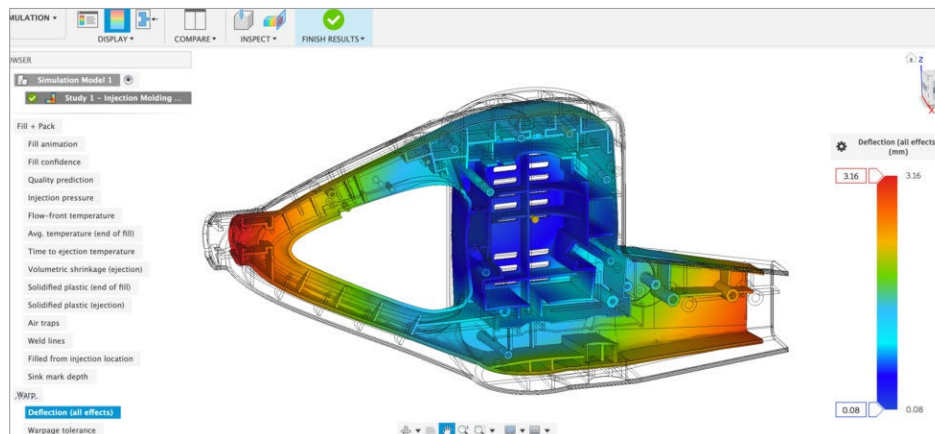 MULATION ▾
DISPLAY ▾
COMPARE ▾
INSPECT ▾
FINISH RESULTS ▾
OWSER
Simulation Model 1
Study 1 – Injection Molding ...
Fill + Pack
Fill animation
Fill confidence
Quality prediction
Injection pressure
Flow-front temperature
Avg. temperature (end of fill)
Time to ejection temperature
Volumetric shrinkage (ejection)
Solidified plastic (end of fill)
Solidified plastic (ejection)
Air traps
Weld lines
Filled from injection location
Sink mark depth
Warp
Deflection (all effects)
Warpage tolerance
Z
X
Deflection (all effects)
(mm)
3.16 3.16
0.08 0.08